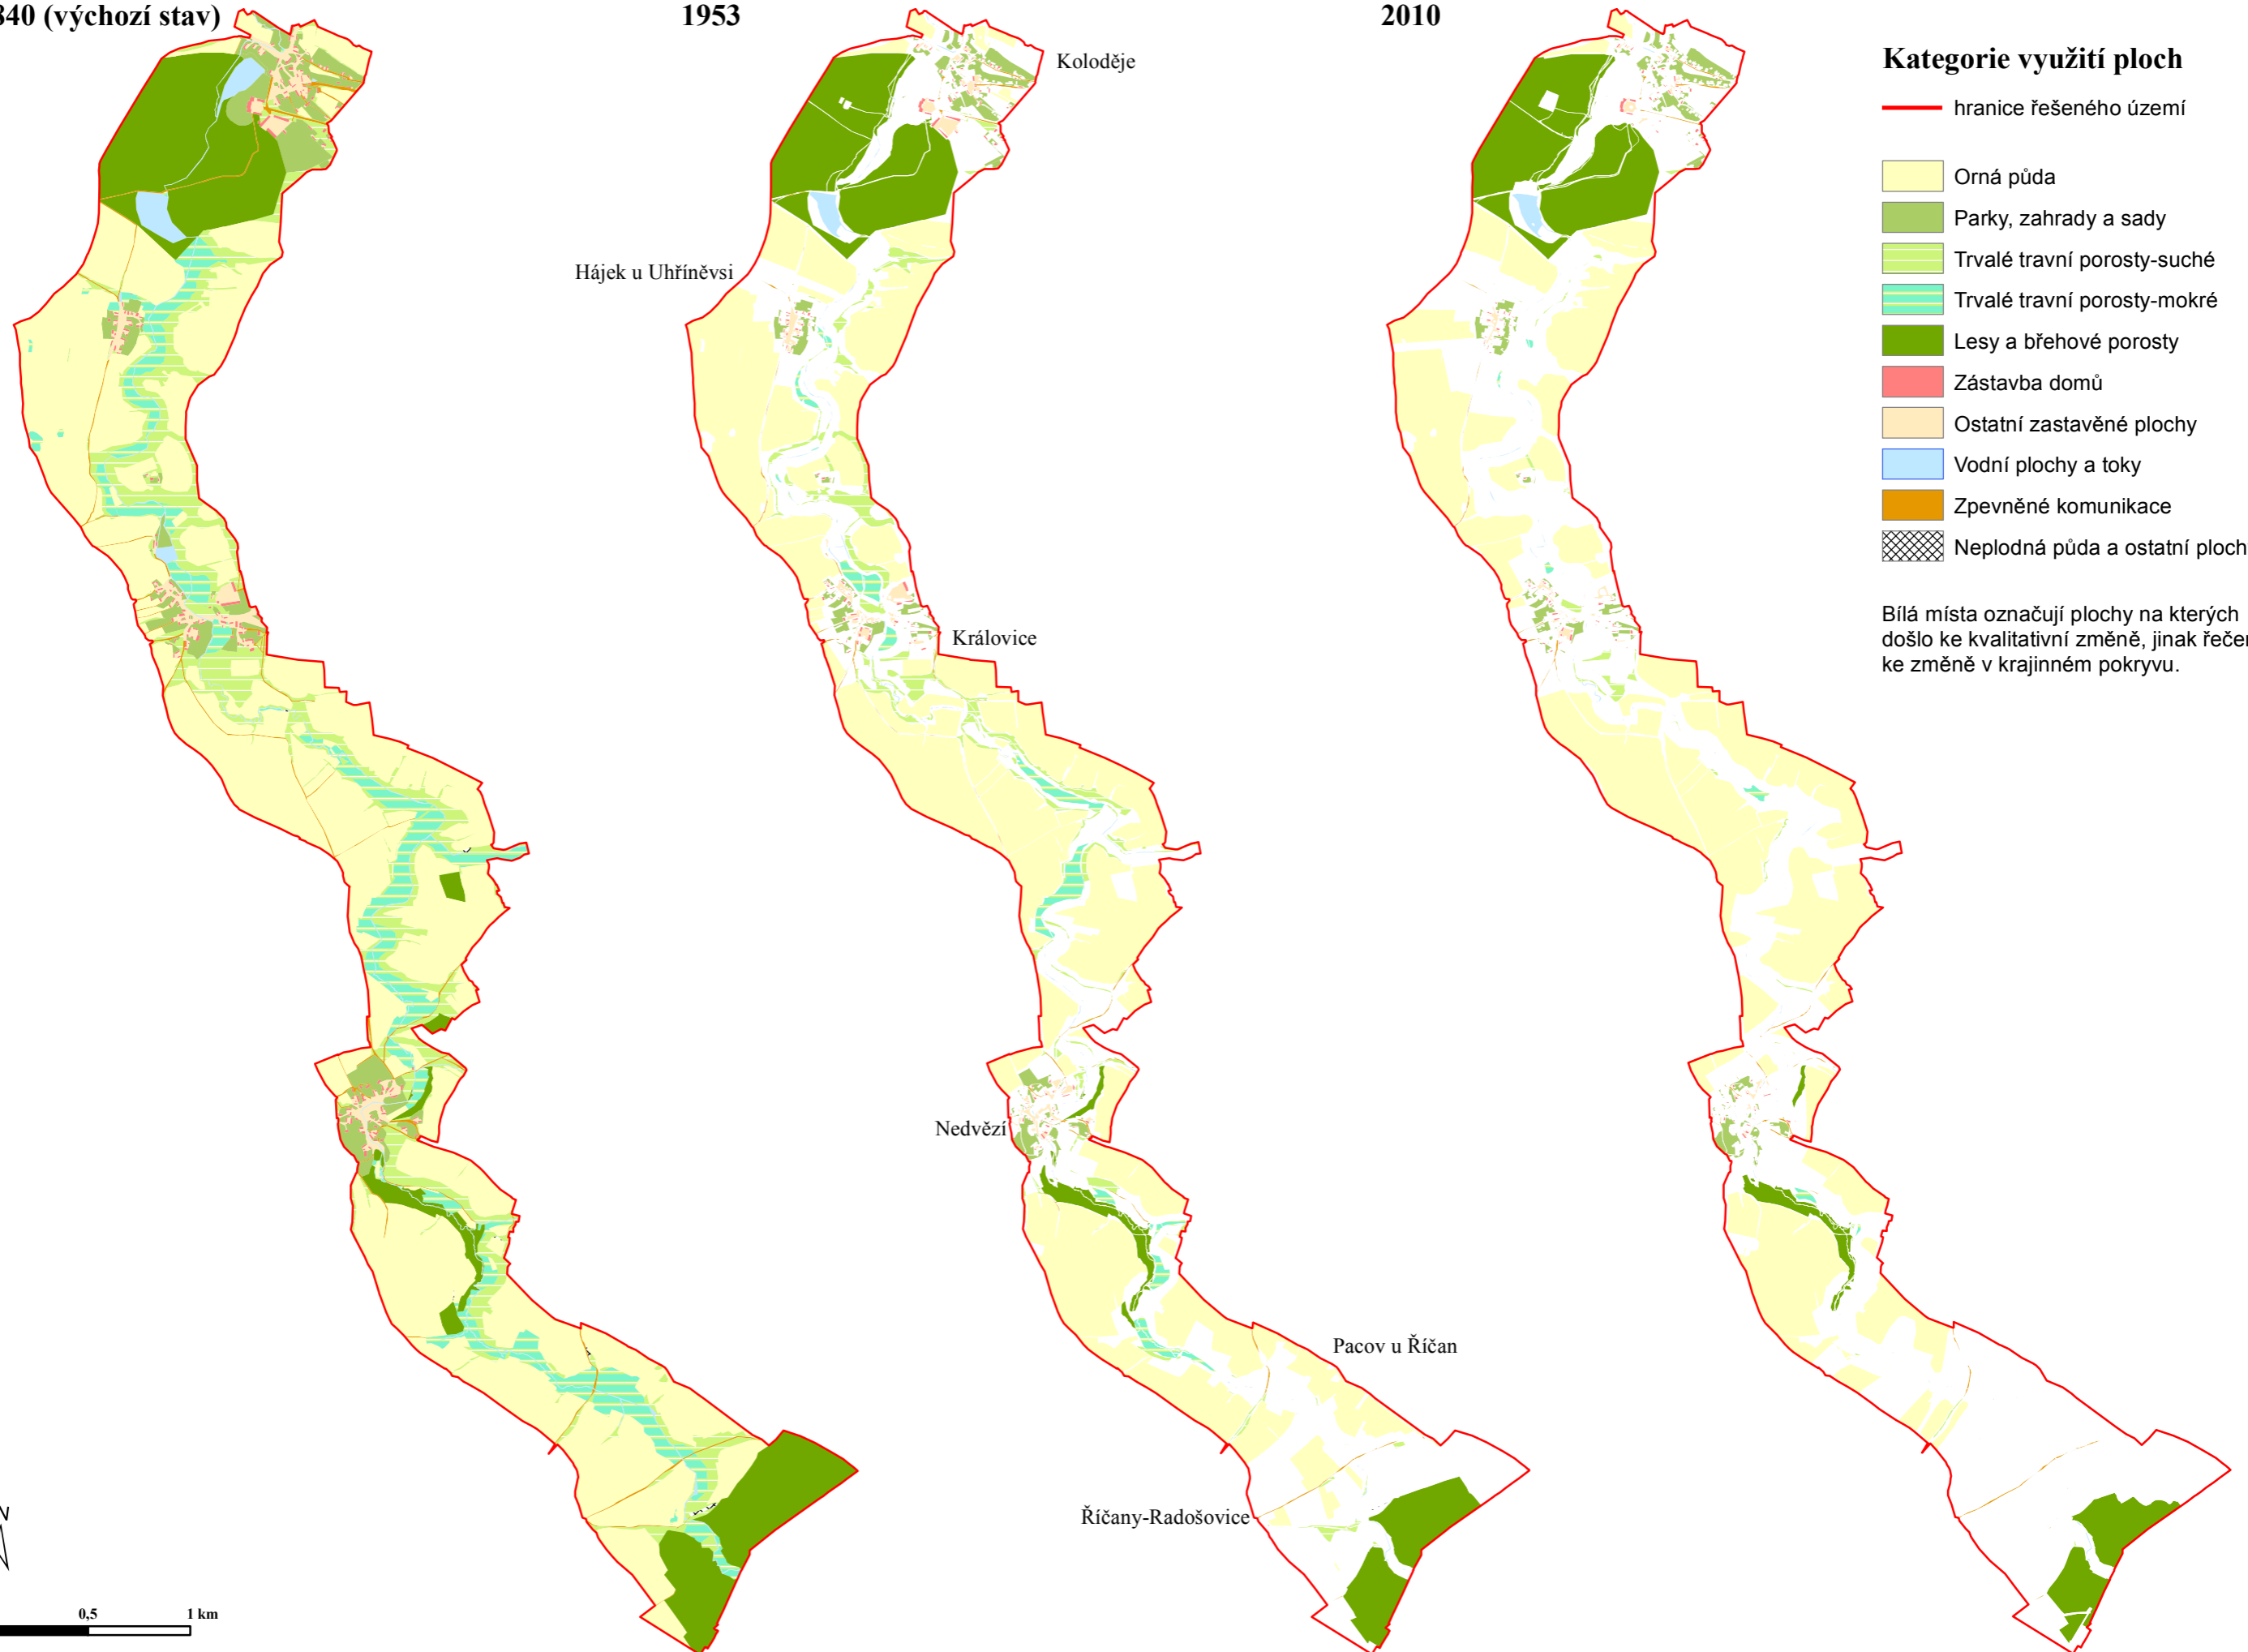 840 (výchozí stav)
1953
2010
Koloděje
Hájek u Uhříněvsi
Královice
Nedvězí
Pacov u Říčan
Říčany-Radošovice
Kategorie využití ploch
hranice řešeného území
Orná půda
Parky, zahrady a sady
Trvalé travní porosty-suché
Trvalé travní porosty-mokré
Lesy a břehové porosty
Zástavba domů
Ostatní zastavěné plochy
Vodní plochy a toky
Zpevněné komunikace
Neplodná půda a ostatní ploch
Bílá místa označují plochy na kterých
došlo ke kvalitativní změně, jinak řečen
ke změně v krajinném pokryvu.
N
0,5 1 km